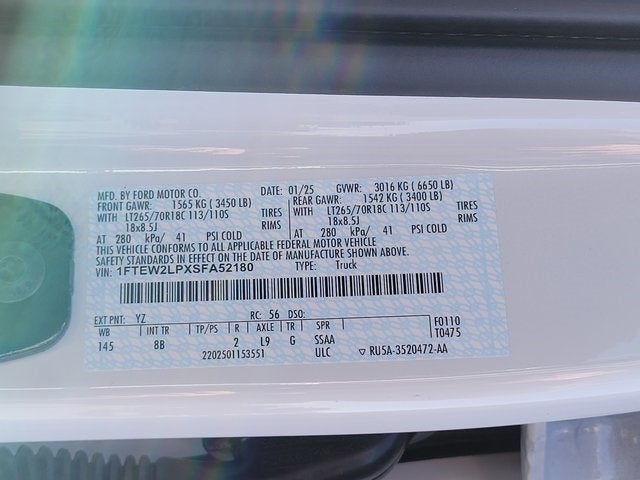 MFD. BY FORD MOTOR CO. DATE: 01/25 GVWR: 3016 KG ( 6650 LB)
FRONT GAWR: 1565 KG ( 3450 LB) REAR GAWR: 1542 KG ( 3400 LB)
WITH LT265/70R18C 113/110S TIRES WITH LT265/70R18C 113/110S TIRES
18x8.5J RIMS 18x8.5J RIMS
AT 280 kPa/ 41 PSI COLD AT 280 kPa/ 41 PSI COLD
THIS VEHICLE CONFORMS TO ALL APPLICABLE FEDERAL MOTOR VEHICLE
SAFETY STANDARDS IN EFFECT ON THE DATE OF MANUFACTURE SHOWN ABOVE.
VIN: 1FTEW2LPXSFA52180 TYPE: Truck
EXT PNT: YZ RC: 56 DSO: F0110
WB INT TR TP/PS R AXLE TR SPR T0475
145 8B 2 L9 G SSAA
2202501153551 ULC ▽ RU5A-3520472-AA